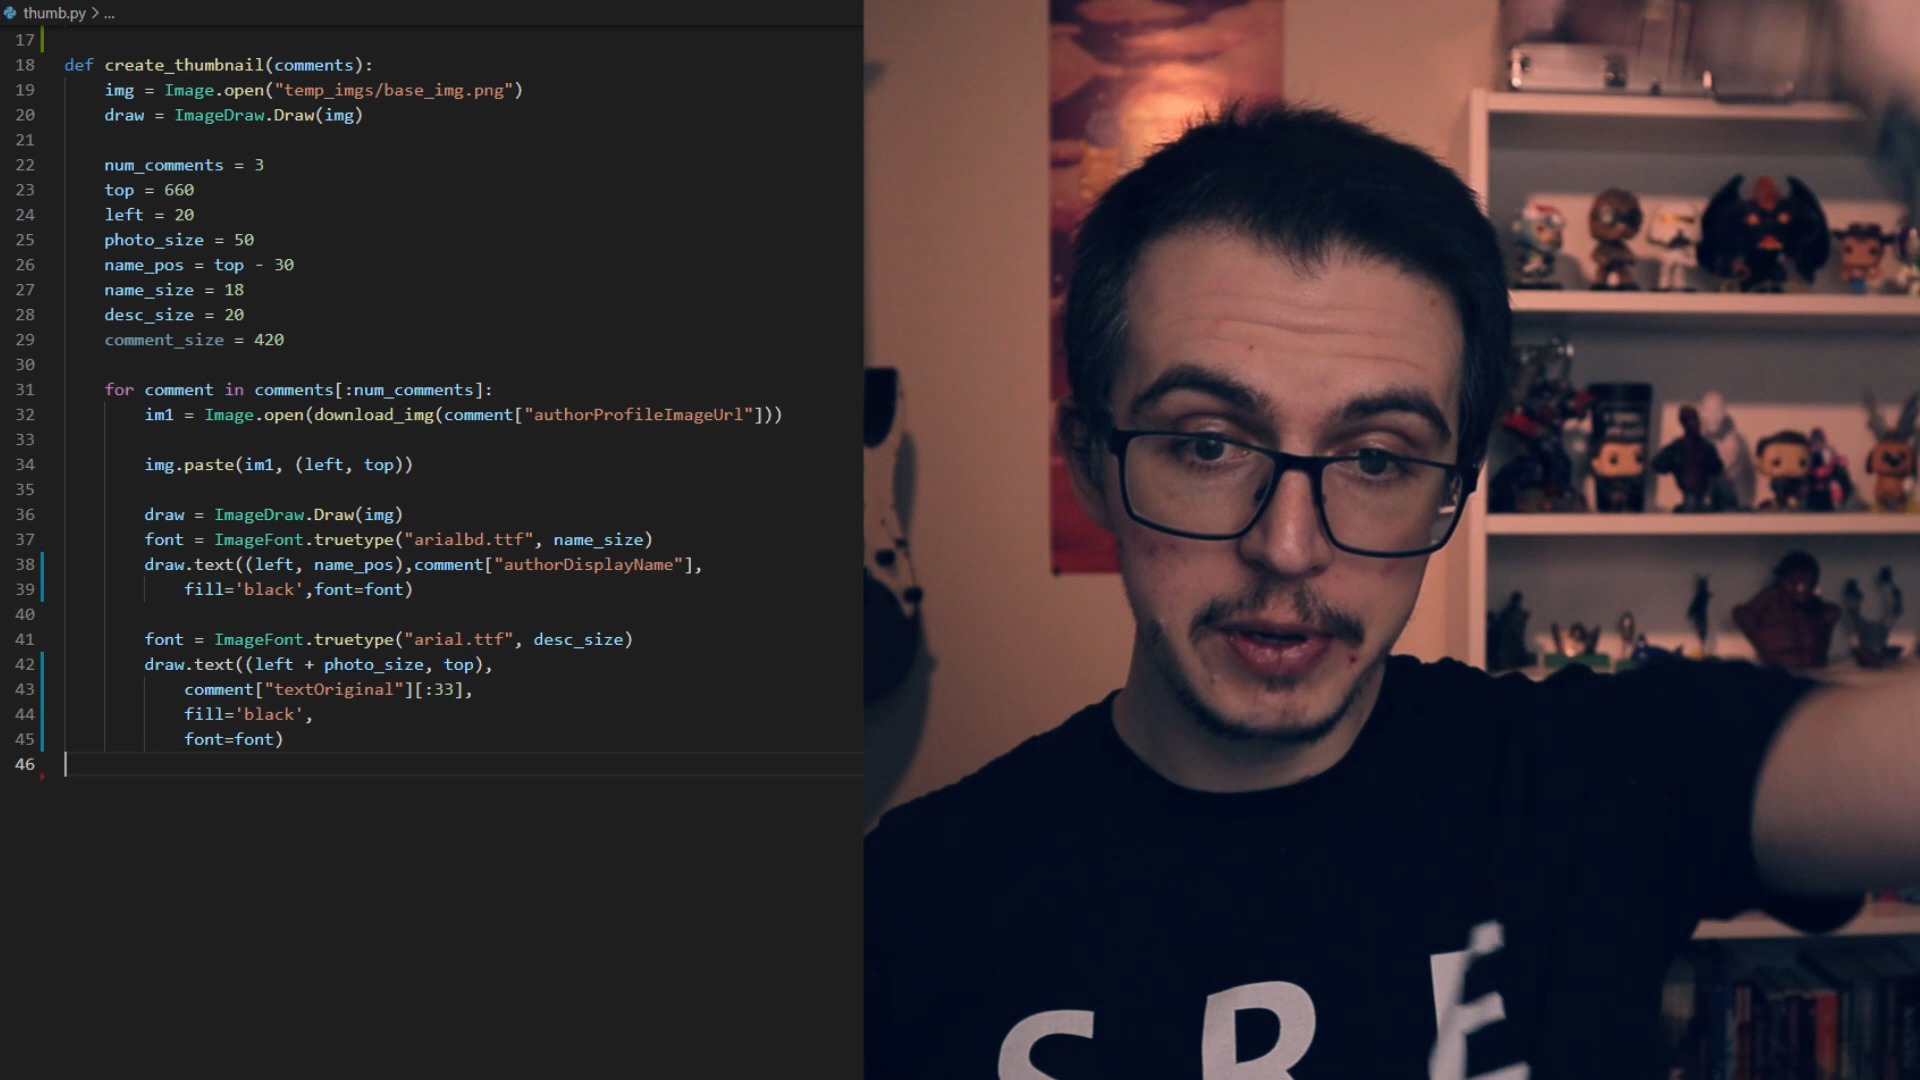 thumb.py > ...
17
18 def create_thumbnail(comments):
19 img = Image.open("temp_imgs/base_img.png")
20 draw = ImageDraw.Draw(img)
21
22 num_comments = 3
23 top = 660
24 left = 20
25 photo_size = 50
26 name_pos = top - 30
27 name_size = 18
28 desc_size = 20
29 comment_size = 420
30
31 for comment in comments[:num_comments]:
32 im1 = Image.open(download_img(comment["authorProfileImageUrl"]))
33
34 img.paste(im1, (left, top))
35
36 draw = ImageDraw.Draw(img)
37 font = ImageFont.truetype("arialbd.ttf", name_size)
38 draw.text((left, name_pos),comment["authorDisplayName"],
39 fill='black',font=font)
40
41 font = ImageFont.truetype("arial.ttf", desc_size)
42 draw.text((left + photo_size, top),
43 comment["textOriginal"][:33],
44 fill='black',
45 font=font)
46
SRE